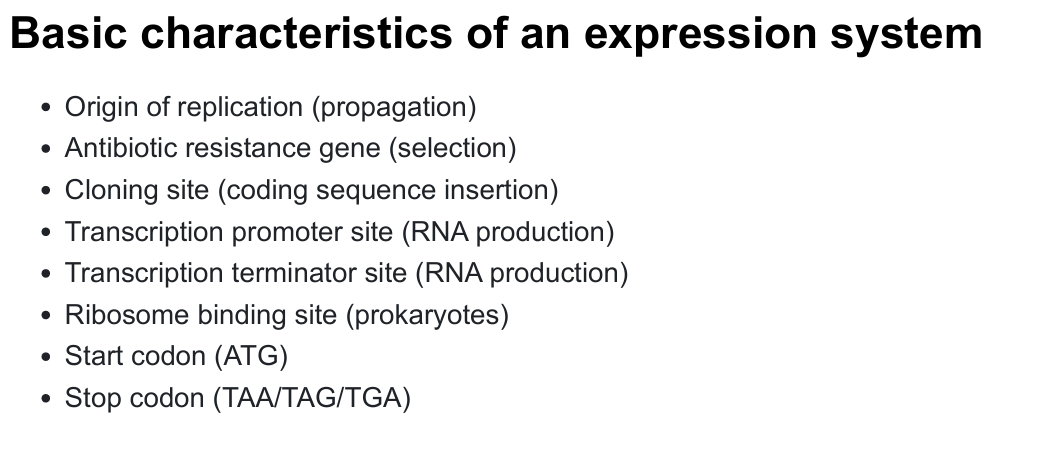 Basic characteristics of an expression system
• Origin of replication (propagation)
• Antibiotic resistance gene (selection)
• Cloning site (coding sequence insertion)
• Transcription promoter site (RNA production)
• Transcription terminator site (RNA production)
• Ribosome binding site (prokaryotes)
• Start codon (ATG)
• Stop codon (TAA/TAG/TGA)